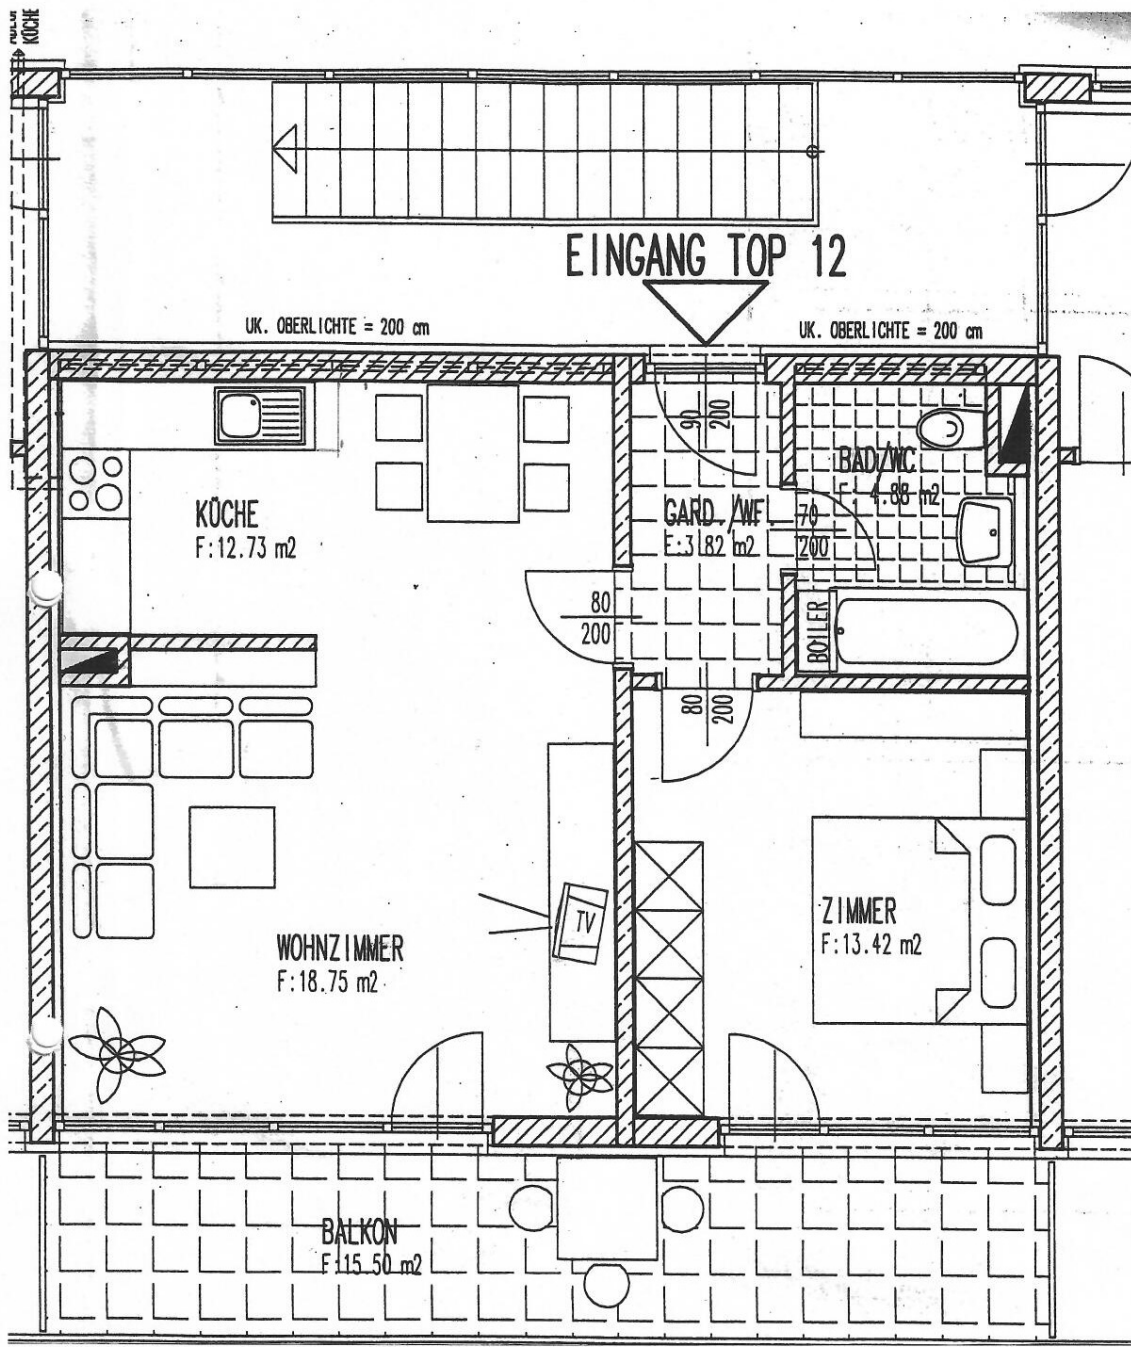 KÜCHE
EINGANG TOP 12
UK. OBERLICHTE = 200 cm
UK. OBERLICHTE = 200 cm
90
200
KÜCHE
F:12.73 m2
GARD./WF.
F:3.82 m2
BAD/WC
F. 4.88 m2
70
200
80
200
BOILER
80
200
TV
WOHNZIMMER
F:18.75 m2
ZIMMER
F:13.42 m2
BALKON
F:15.50 m2